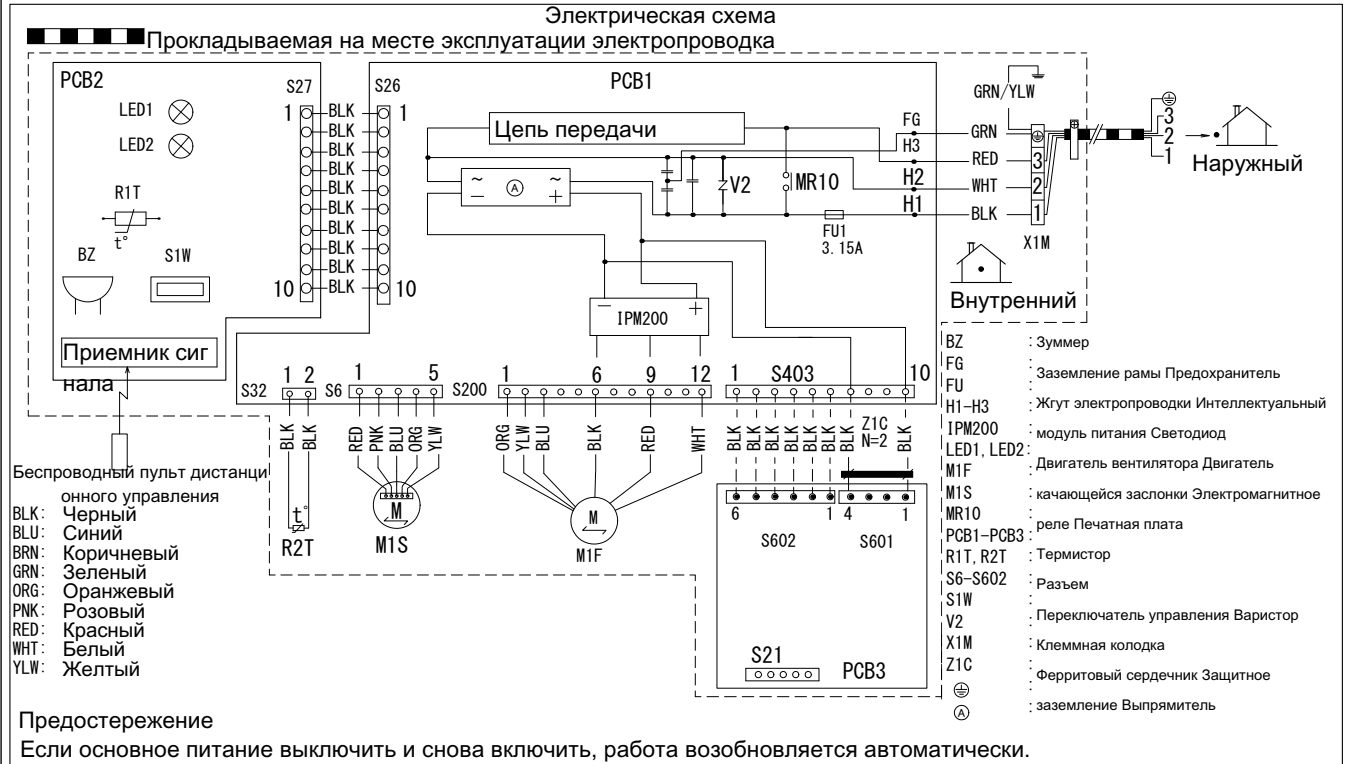 Электрическая схема
Прокладываемая на месте эксплуатации электропроводка
PCB2
S27
S26
PCB1
LED1
LED2
R1T
t°
BZ
S1W
1
10
BLK
BLK
BLK
BLK
BLK
BLK
BLK
BLK
BLK
BLK
1
10
Цепь передачи
~ ~
A
− +
V2
MR10
FU1
3.15A
FG
H3
H2
H1
GRN/YLW
GRN
RED
WHT
BLK
3
2
1
X1M
3
2
1
Наружный
Внутренний
IPM200
− +
Приемник сиг
нала
S32
1 2
S6
1 5
S200
1 6 9 12
1 S403 10
BLK
BLK
RED
PNK
BLU
ORG
YLW
ORG
YLW
BLU
BLK
RED
WHT
BLK
BLK
BLK
BLK
BLK
BLK
BLK
Z1C
N=2
BLK
t°
R2T
M
M1S
M
M1F
6 1 4 1
S602 S601
S21
PCB3
Беспроводный пульт дистанци
онного управления
BLK: Черный
BLU: Синий
BRN: Коричневый
GRN: Зеленый
ORG: Оранжевый
PNK: Розовый
RED: Красный
WHT: Белый
YLW: Желтый
BZ : Зуммер
FG :
Заземление рамы Предохранитель
FU :
H1-H3 : Жгут электропроводки Интеллектуальный
IPM200 : модуль питания Светодиод
LED1, LED2:
Двигатель вентилятора Двигатель
M1F :
M1S : качающейся заслонки Электромагнитное
MR10 :
реле Печатная плата
PCB1-PCB3 :
R1T, R2T : Термистор
S6-S602 : Разъем
S1W :
Переключатель управления Варистор
V2 :
X1M : Клеммная колодка
Z1C :
Ферритовый сердечник Защитное
:
A : заземление Выпрямитель
Предостережение
Если основное питание выключить и снова включить, работа возобновляется автоматически.